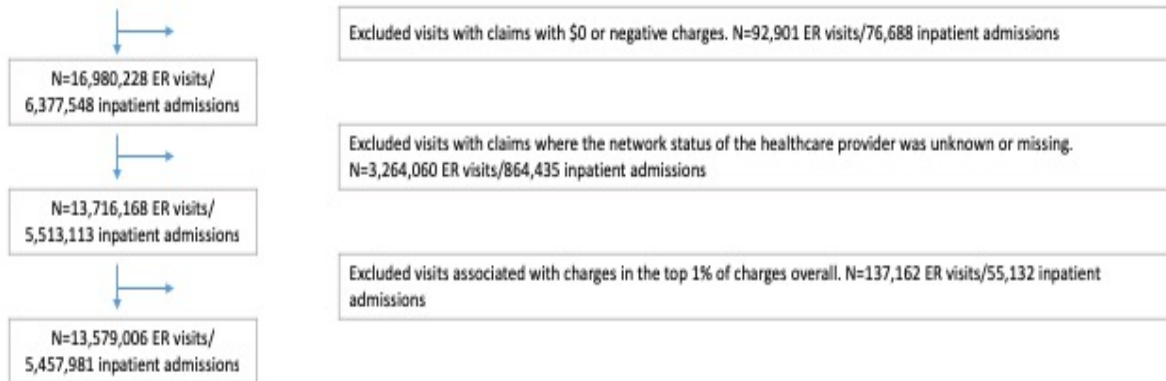 Excluded visits with claims with $0 or negative charges. N=92,901 ER visits/76,688 inpatient admissions
N=16,980,228 ER visits/
6,377,548 inpatient admissions
Excluded visits with claims where the network status of the healthcare provider was unknown or missing.
N=3,264,060 ER visits/864,435 inpatient admissions
N=13,716,168 ER visits/
5,513,113 inpatient admissions
Excluded visits associated with charges in the top 1% of charges overall. N=137,162 ER visits/55,132 inpatient
admissions
N=13,579,006 ER visits/
5,457,981 inpatient admissions